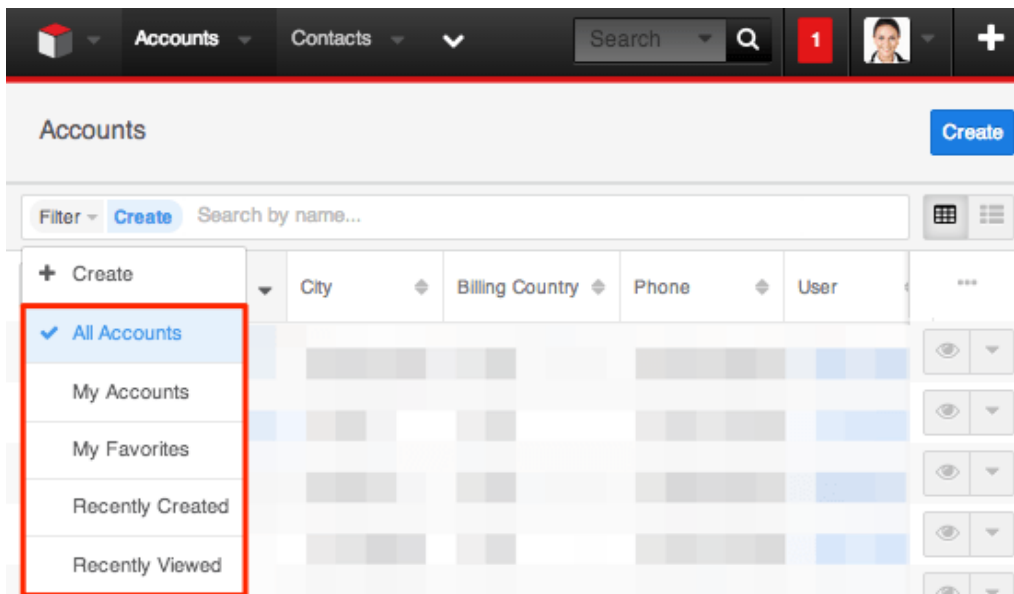 Accounts Contacts Search 1
Accounts Create
Filter Create Search by name...
Create
City Billing Country Phone User
All Accounts
My Accounts
My Favorites
Recently Created
Recently Viewed